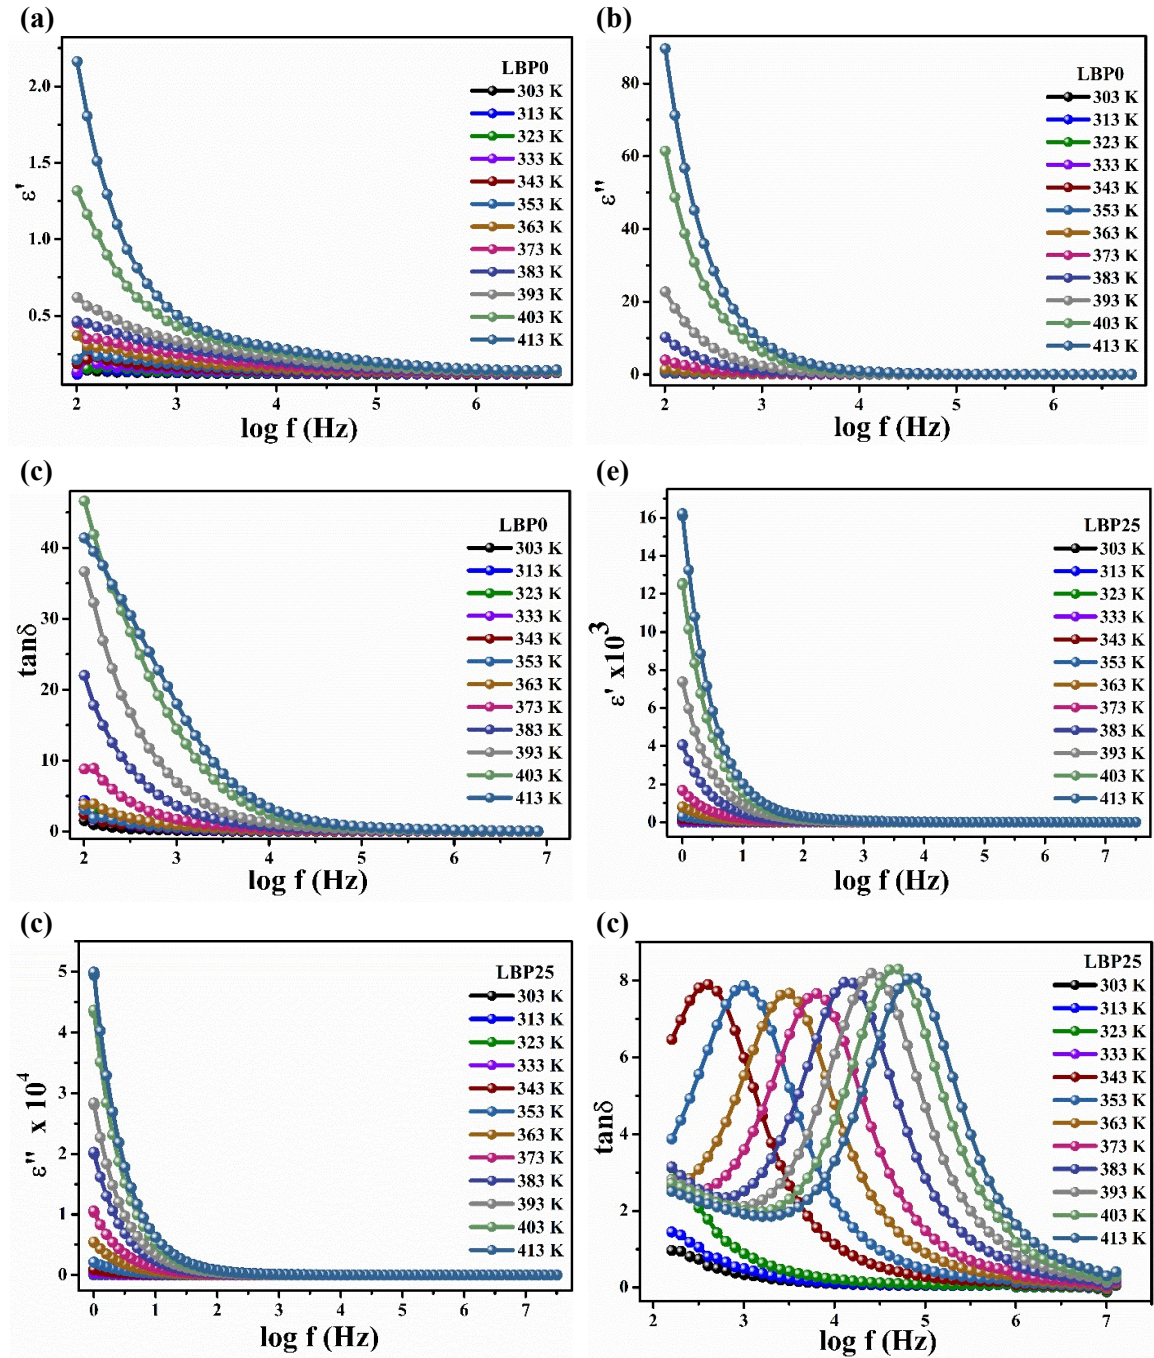 (a)
ε'
2.0
1.5
1.0
0.5
2 3 4 5 6
log f (Hz)
LBP0
303 K
313 K
323 K
333 K
343 K
353 K
363 K
373 K
383 K
393 K
403 K
413 K
(b)
ε''
80
60
40
20
0
2 3 4 5 6
log f (Hz)
LBP0
303 K
313 K
323 K
333 K
343 K
353 K
363 K
373 K
383 K
393 K
403 K
413 K
(c)
tanδ
40
30
20
10
0
2 3 4 5 6 7
log f (Hz)
LBP0
303 K
313 K
323 K
333 K
343 K
353 K
363 K
373 K
383 K
393 K
403 K
413 K
(e)
ε' x10³
16
14
12
10
8
6
4
2
0
0 1 2 3 4 5 6 7
log f (Hz)
LBP25
303 K
313 K
323 K
333 K
343 K
353 K
363 K
373 K
383 K
393 K
403 K
413 K
(c)
ε'' x 10⁴
5
4
3
2
1
0
0 1 2 3 4 5 6 7
log f (Hz)
LBP25
303 K
313 K
323 K
333 K
343 K
353 K
363 K
373 K
383 K
393 K
403 K
413 K
(c)
tanδ
8
6
4
2
0
2 3 4 5 6 7
log f (Hz)
LBP25
303 K
313 K
323 K
333 K
343 K
353 K
363 K
373 K
383 K
393 K
403 K
413 K